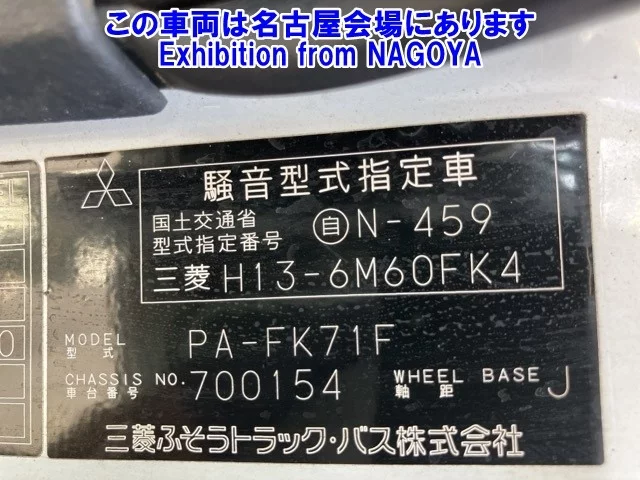 この車両は名古屋会場にあります
Exhibition from NAGOYA
騒音型式指定車
国土交通省
型式指定番号 自 N-459
三菱 H13-6M60FK4
MODEL
型式 PA-FK71F
CHASSIS NO.
車台番号 700154
WHEEL BASE
軸距 J
三菱ふそうトラック・バス株式会社
0